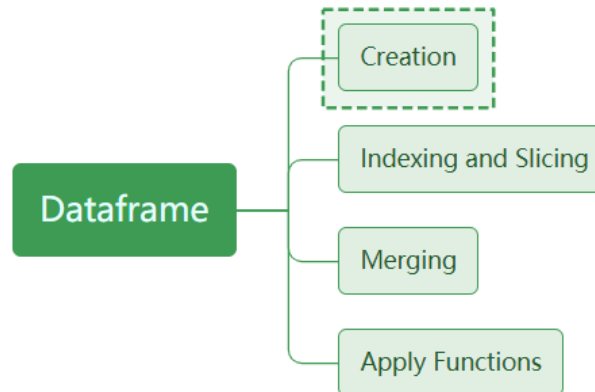 Creation
Indexing and Slicing
Dataframe
Merging
Apply Functions